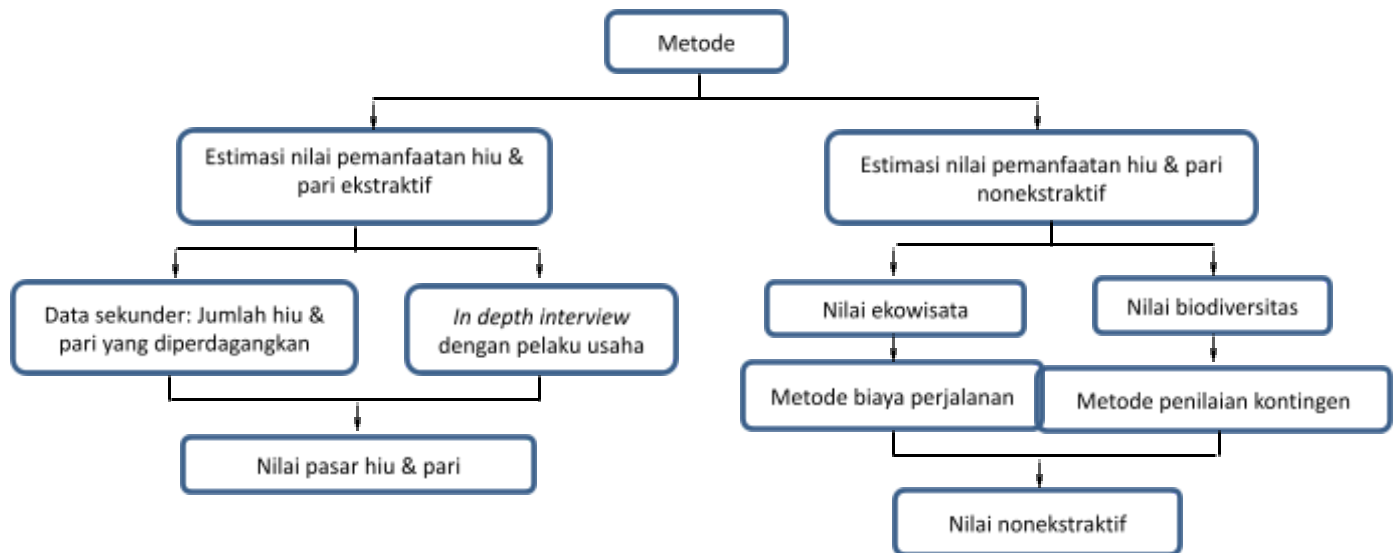 Metode
Estimasi nilai pemanfaatan hiu &
pari ekstraktif
Estimasi nilai pemanfaatan hiu & pari
nonekstraktif
Data sekunder: Jumlah hiu &
pari yang diperdagangkan
In depth interview
dengan pelaku usaha
Nilai ekowisata
Nilai biodiversitas
Metode biaya perjalanan
Metode penilaian kontingen
Nilai pasar hiu & pari
Nilai nonekstraktif